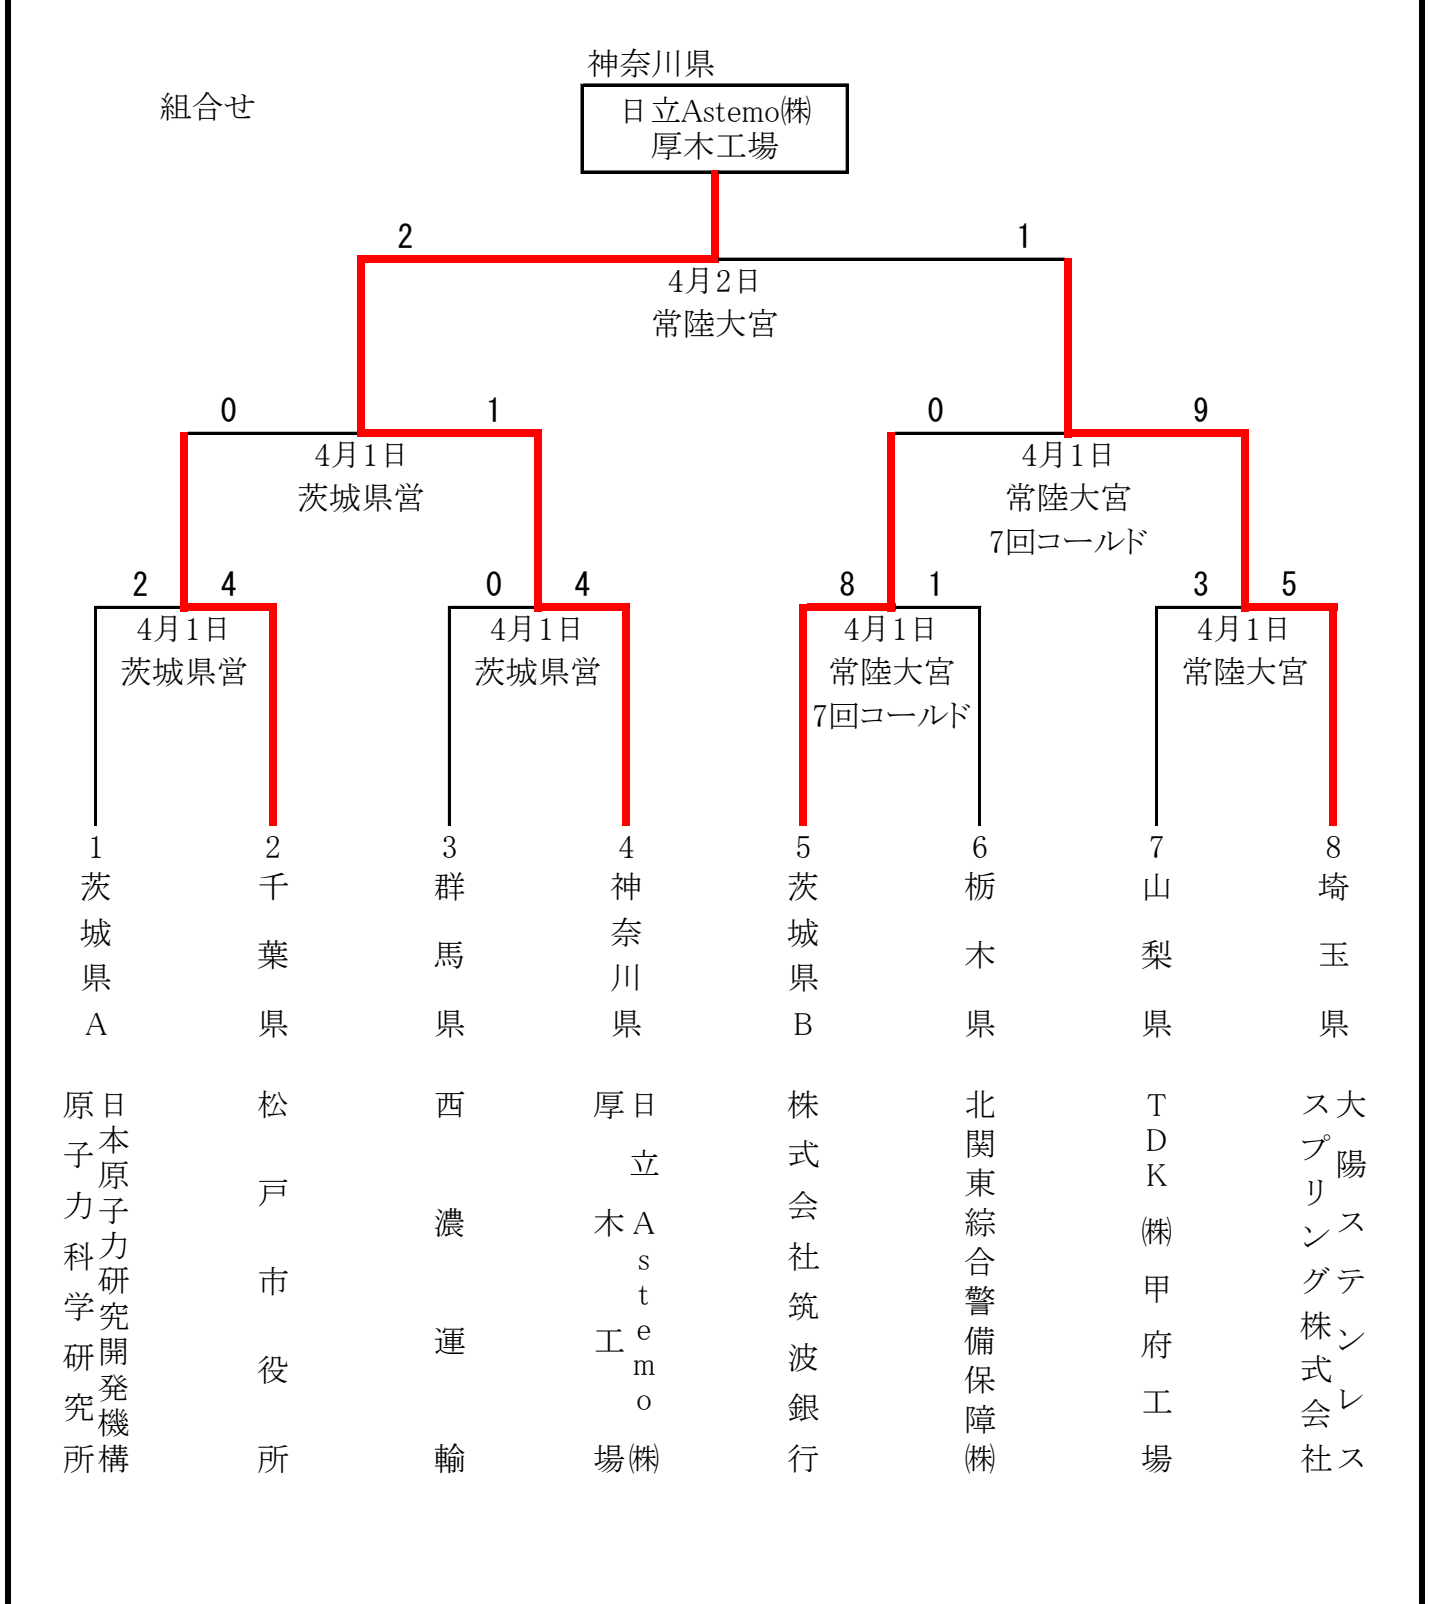 神奈川県
組合せ
日立Astemo㈱
厚木工場
2 1
4月2日
常陸大宮
0 1 0 9
4月1日 4月1日
茨城県営 常陸大宮
7回コールド
2 4 0 4 8 1 3 5
4月1日 4月1日 4月1日 4月1日
茨城県営 茨城県営 常陸大宮 常陸大宮
7回コールド
1 2 3 4 5 6 7 8
茨城県A
千葉県
群馬県
神奈川県
茨城県B
栃木県
山梨県
埼玉県
日本原子力研究開発機構
原子力科学研究所
松戸市役所
西濃運輸
日立Astemo㈱
厚木工場
株式会社筑波銀行
北関東綜合警備保障㈱
TDK㈱甲府工場
大陽ステンレス
スプリング株式会社